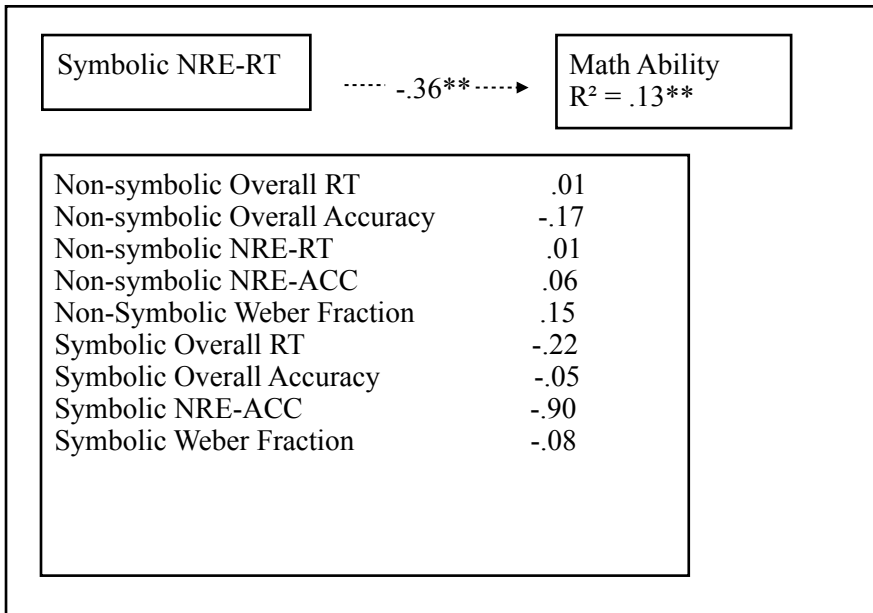 Symbolic NRE-RT
-.36**
Math Ability
R² = .13**
Non-symbolic Overall RT .01
Non-symbolic Overall Accuracy -.17
Non-symbolic NRE-RT .01
Non-symbolic NRE-ACC .06
Non-Symbolic Weber Fraction .15
Symbolic Overall RT -.22
Symbolic Overall Accuracy -.05
Symbolic NRE-ACC -.90
Symbolic Weber Fraction -.08